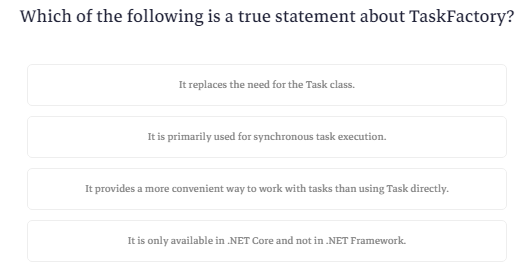 Which of the following is a true statement about TaskFactory?
It replaces the need for the Task class.
It is primarily used for synchronous task execution.
It provides a more convenient way to work with tasks than using Task directly.
It is only available in .NET Core and not in .NET Framework.